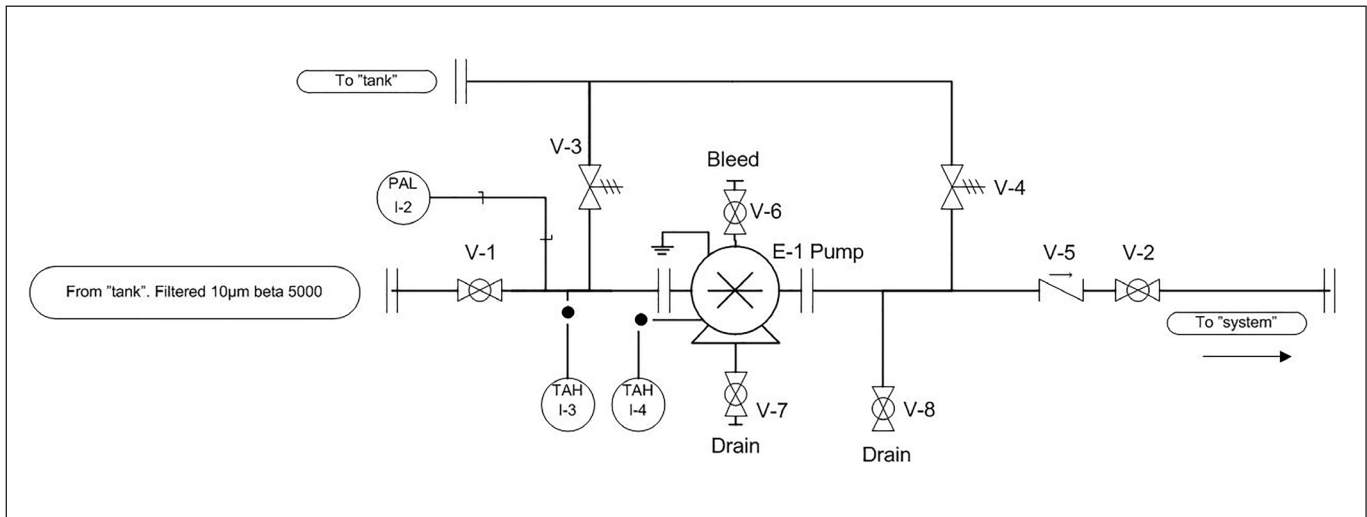 To "tank"
V-3
Bleed
PAL
I-2
V-6
V-4
V-1
E-1 Pump
V-5
V-2
From "tank". Filtered 10µm beta 5000
To "system"
TAH
I-3
TAH
I-4
V-7
V-8
Drain
Drain